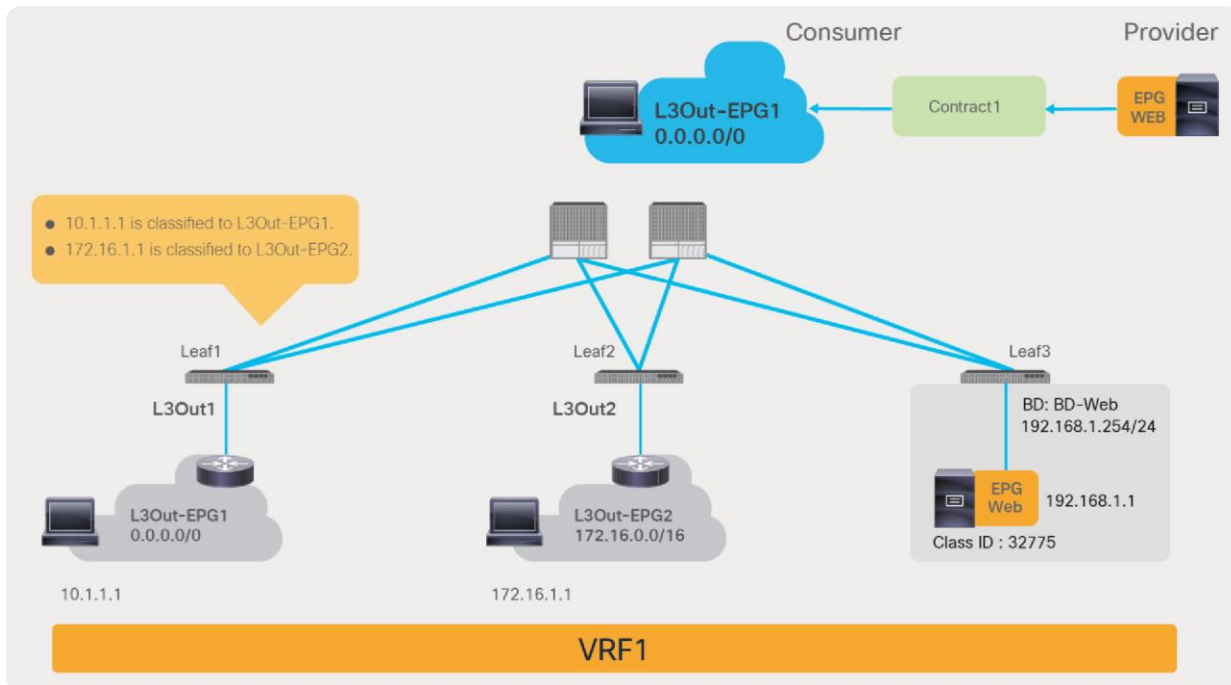 Consumer
Provider
L3Out-EPG1
0.0.0.0/0
Contract1
EPG
WEB
● 10.1.1.1 is classified to L3Out-EPG1.
● 172.16.1.1 is classified to L3Out-EPG2.
Leaf1
Leaf2
Leaf3
L3Out1
L3Out2
BD: BD-Web
192.168.1.254/24
L3Out-EPG1
0.0.0.0/0
L3Out-EPG2
172.16.0.0/16
EPG
Web
192.168.1.1
Class ID : 32775
10.1.1.1
172.16.1.1
VRF1